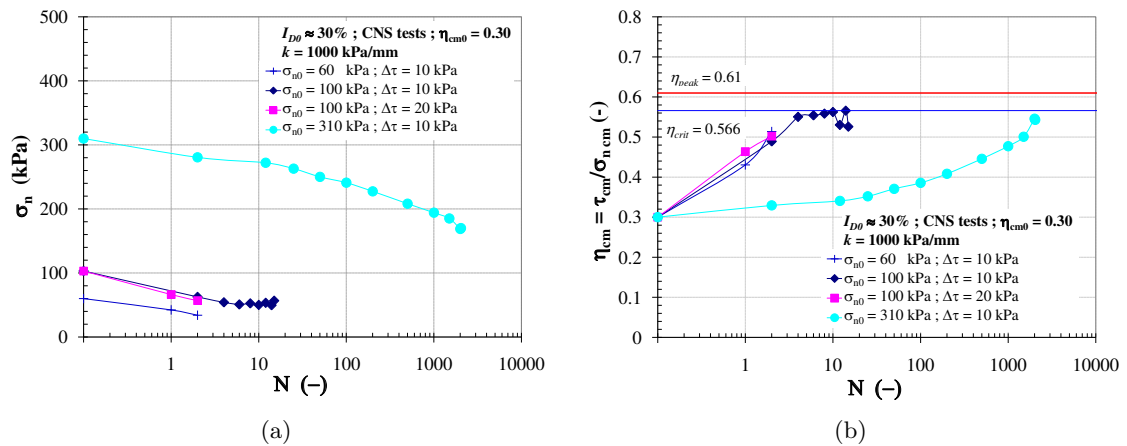 500
400
300
200
100
0
σn (kPa)
1
10
100
1000
10000
N (–)
ID0 ≈ 30% ; CNS tests ; ηcm0 = 0.30
k = 1000 kPa/mm
σn0 = 60 kPa ; Δτ = 10 kPa
σn0 = 100 kPa ; Δτ = 10 kPa
σn0 = 100 kPa ; Δτ = 20 kPa
σn0 = 310 kPa ; Δτ = 10 kPa
(a)
0.8
0.7
0.6
0.5
0.4
0.3
0.2
0.1
0
ηcm = τcm/σn cm (-)
ηpeak = 0.61
ηcrit = 0.566
ID0 ≈ 30% ; CNS tests ; ηcm0 = 0.30
k = 1000 kPa/mm
σn0 = 60 kPa ; Δτ = 10 kPa
σn0 = 100 kPa ; Δτ = 10 kPa
σn0 = 100 kPa ; Δτ = 20 kPa
σn0 = 310 kPa ; Δτ = 10 kPa
1
10
100
1000
10000
N (–)
(b)